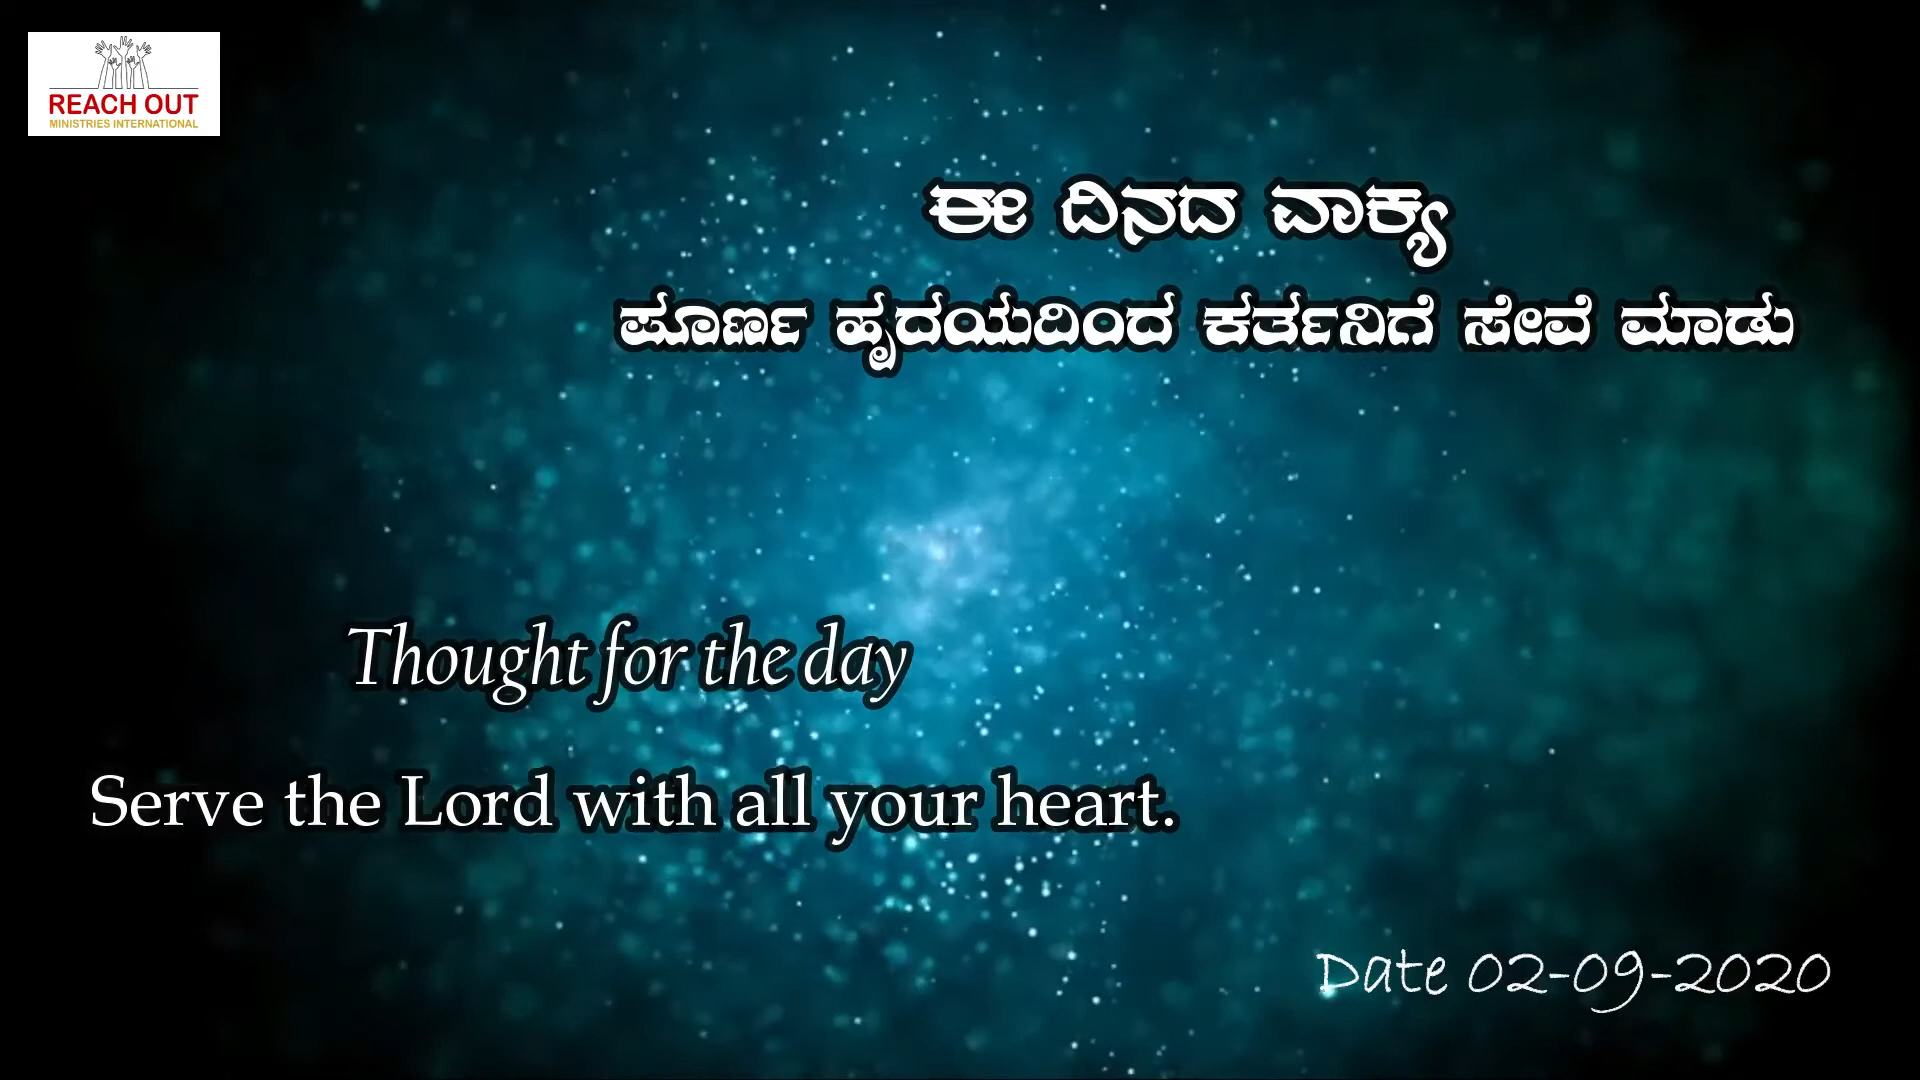 REACH OUT
MINISTRIES INTERNATIONAL
ಈ ದಿನದ ವಾಕ್ಯ
ಪೂರ್ಣ ಹೃದಯದಿಂದ ಕರ್ತನಿಗೆ ಸೇವೆ ಮಾಡು
Thought for the day
Serve the Lord with all your heart.
Date 02-09-2020